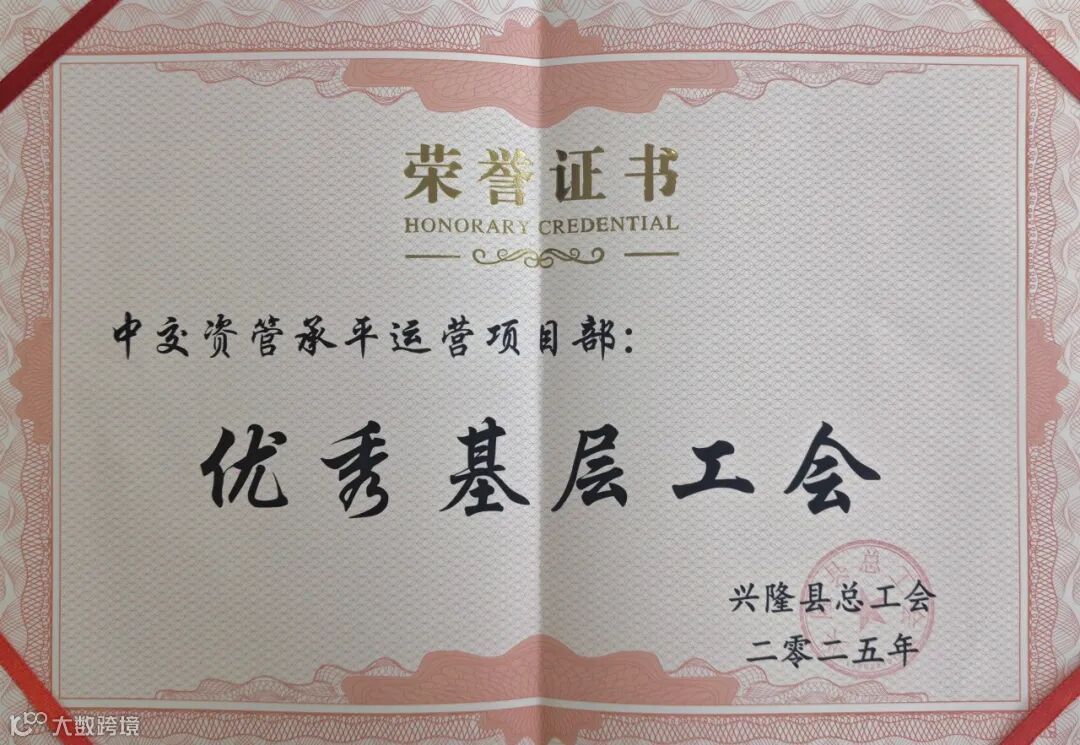 荣誉证书
HONORARY CREDENTIAL
中交资管承平运营项目部：
优秀基层工会
兴隆县总工会
二零二五年
大数跨境